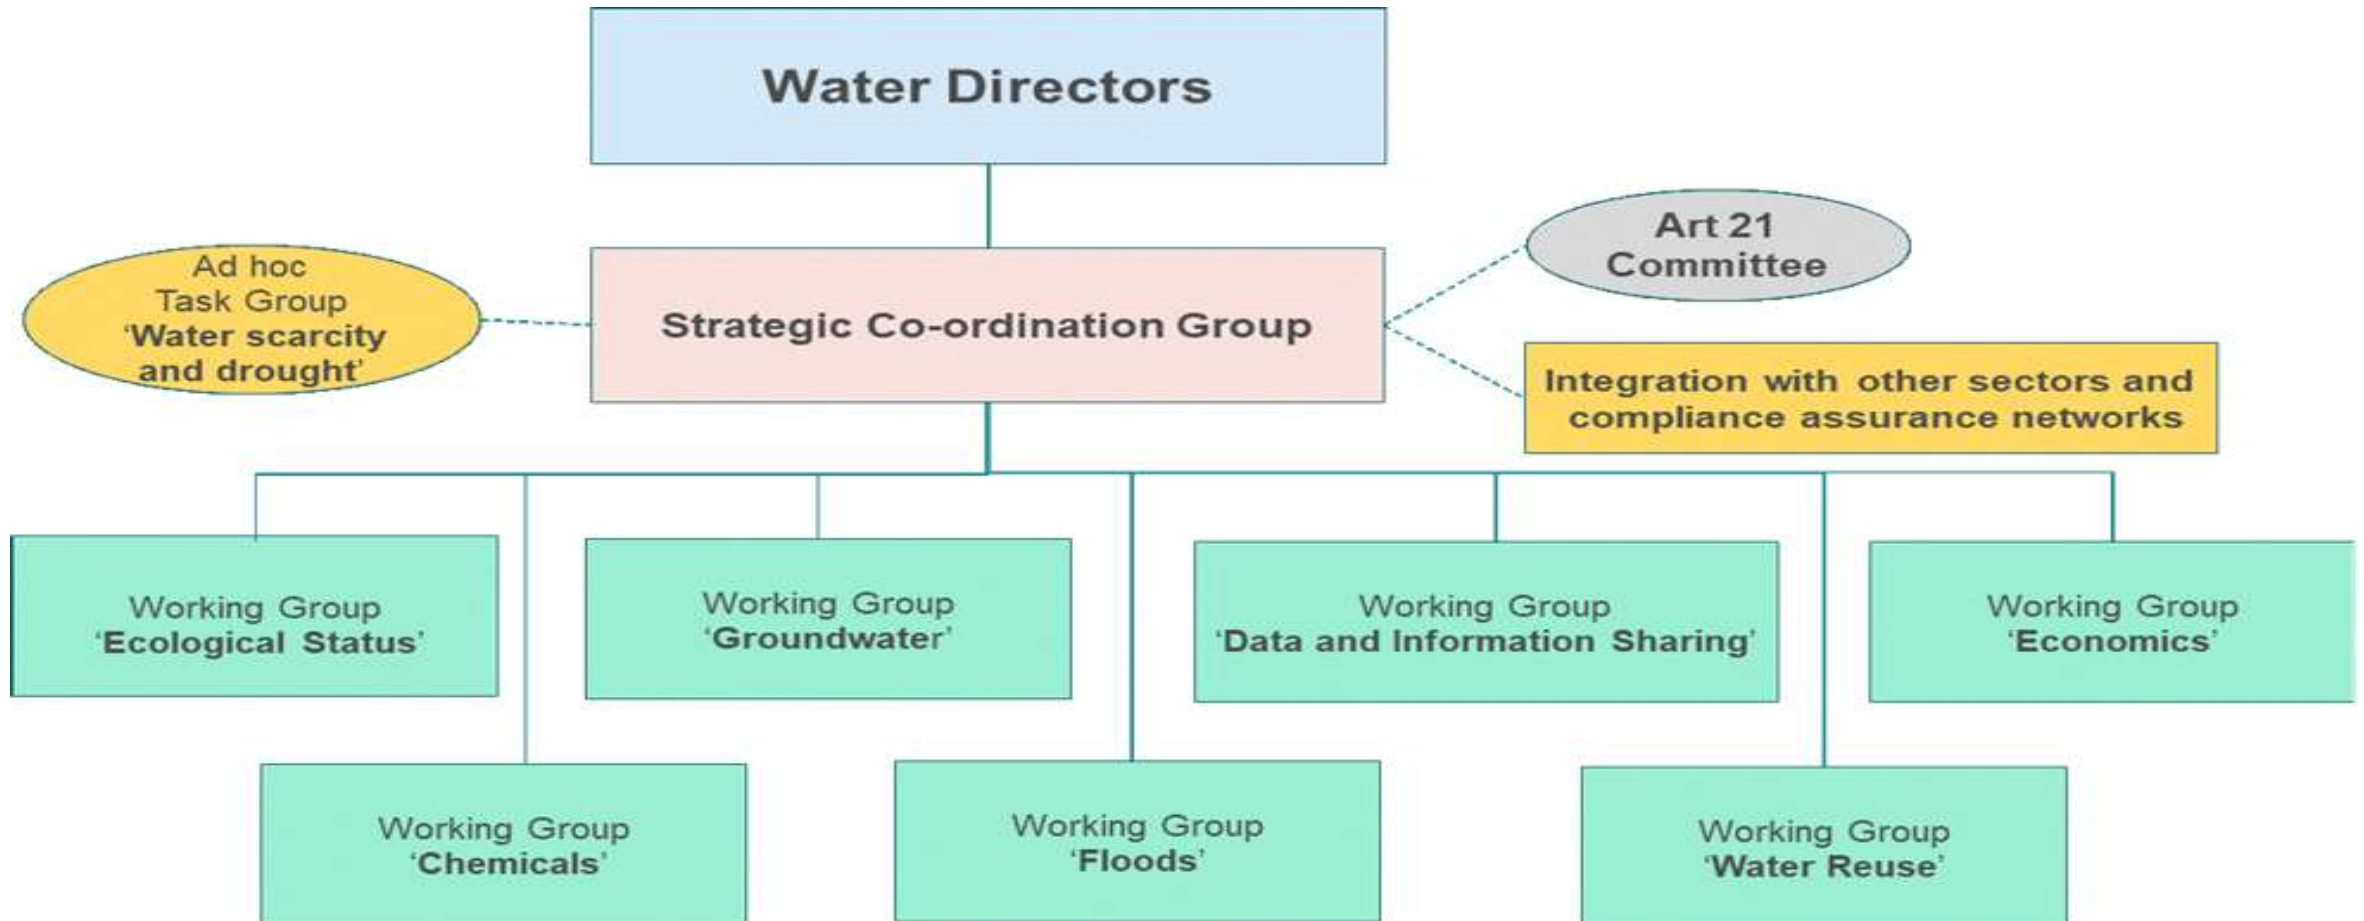 Water Directors
Art 21
Committee
Ad hoc
Task Group
‘Water scarcity
and drought’
Strategic Co-ordination Group
Integration with other sectors and
compliance assurance networks
Working Group
‘Ecological Status’
Working Group
‘Groundwater’
Working Group
‘Data and Information Sharing’
Working Group
‘Economics’
Working Group
‘Chemicals’
Working Group
‘Floods’
Working Group
‘Water Reuse’